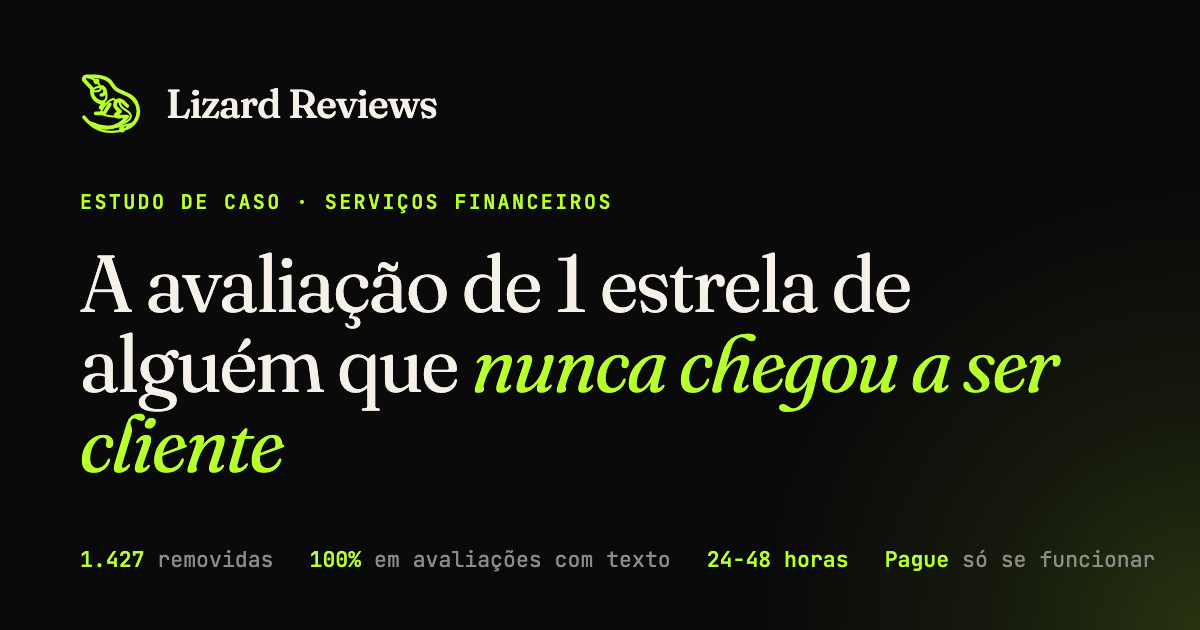 Lizard Reviews
ESTUDO DE CASO · SERVIÇOS FINANCEIROS
A avaliação de 1 estrela de
alguém que nunca chegou a ser
cliente
1.427 removidas 100% em avaliações com texto 24-48 horas Pague só se funcionar